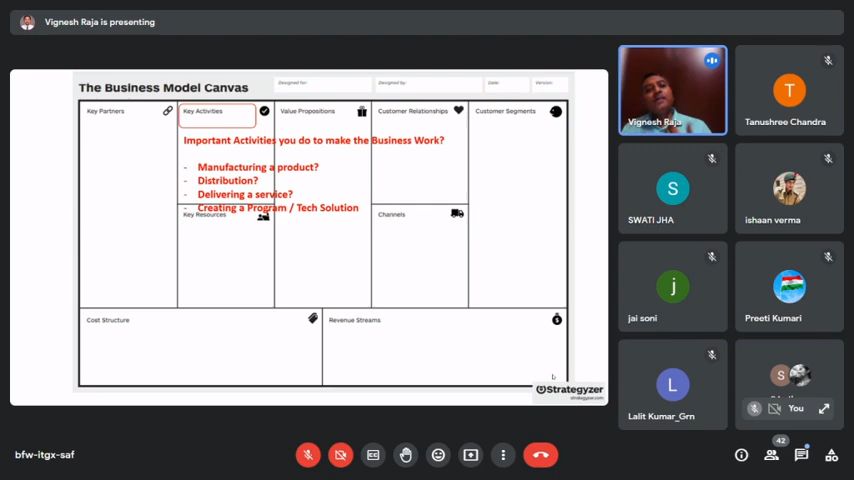 Vignesh Raja is presenting
The Business Model Canvas
Designed for:
Designed by:
Date:
Version:
Key Partners
Key Activities
Value Propositions
Customer Relationships
Customer Segments
Important Activities you do to make the Business Work?
- Manufacturing a product?
- Distribution?
- Delivering a service?
- Creating a Program / Tech Solution
Key Resources
Channels
Cost Structure
Revenue Streams
Strategyzer
strategyzer.com
Vignesh Raja
T
Tanushree Chandra
S
SWATI JHA
ishaan verma
j
jai soni
Preeti Kumari
L
Lalit Kumar_Grn
S
You
bfw-itgx-saf
CC
42